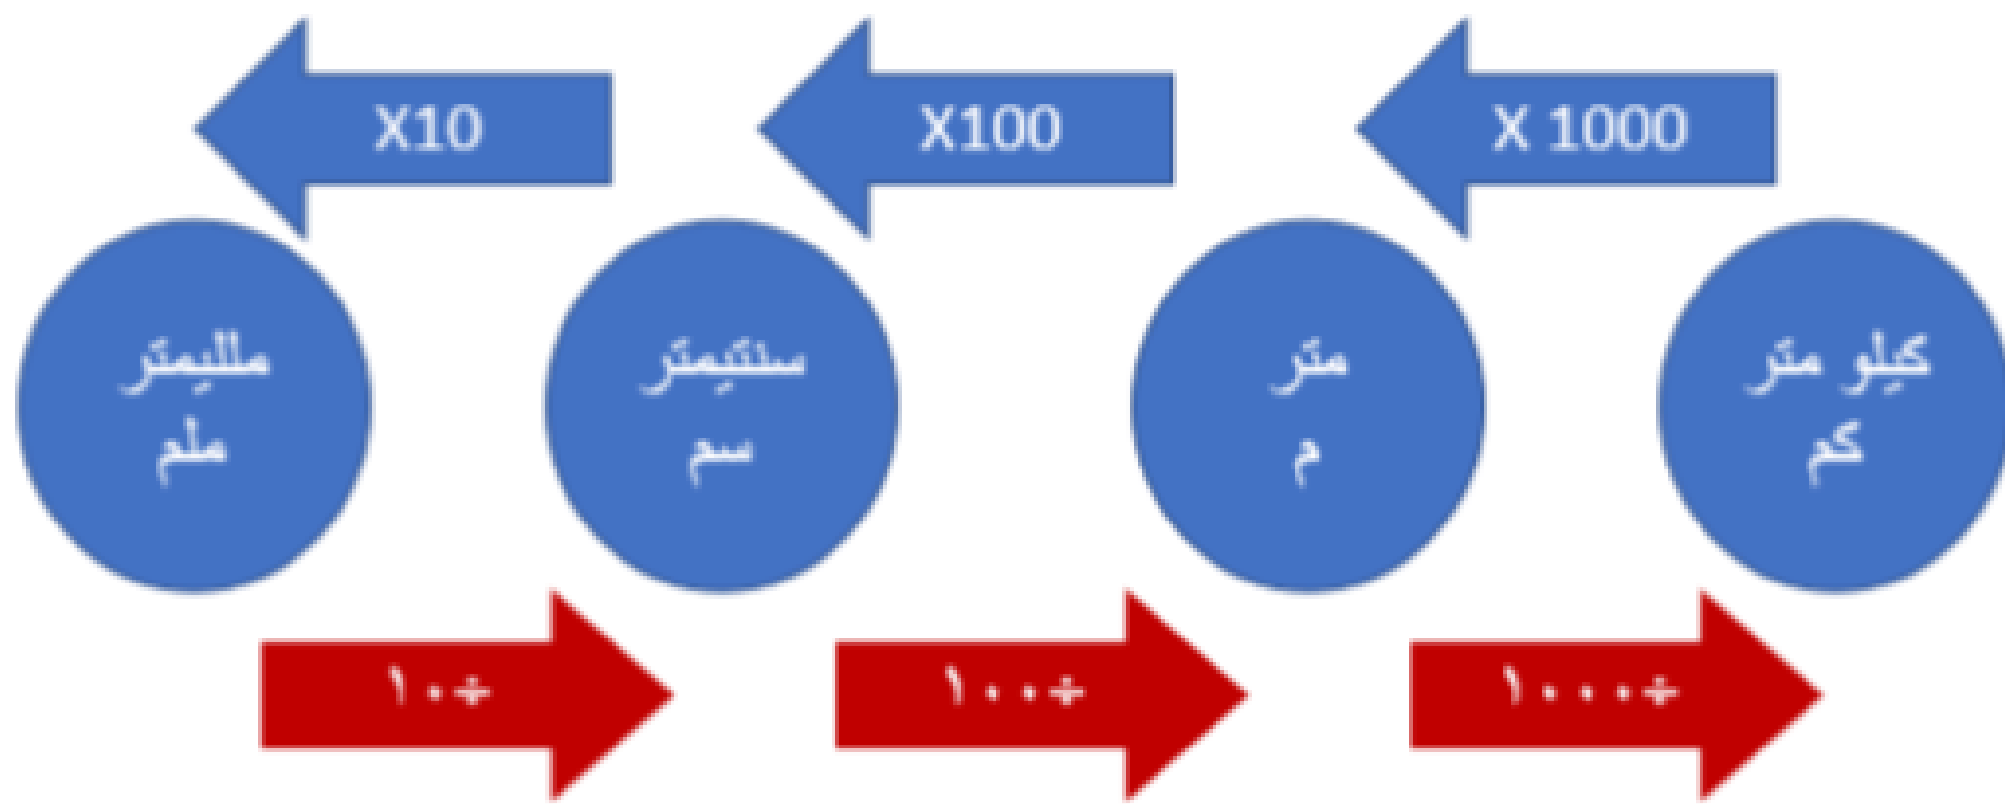 X 1000
X100
X10
كيلو متر
كم
متر
م
سنتيمتر
سم
ملليمتر
ملم
÷١٠٠٠
÷١٠٠
÷١٠